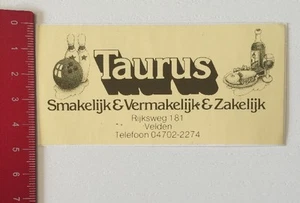 Taurus
Smakelijk & Vermakelijk & Zakelijk
Rijksweg 181
Velden
Telefoon 04702-2274